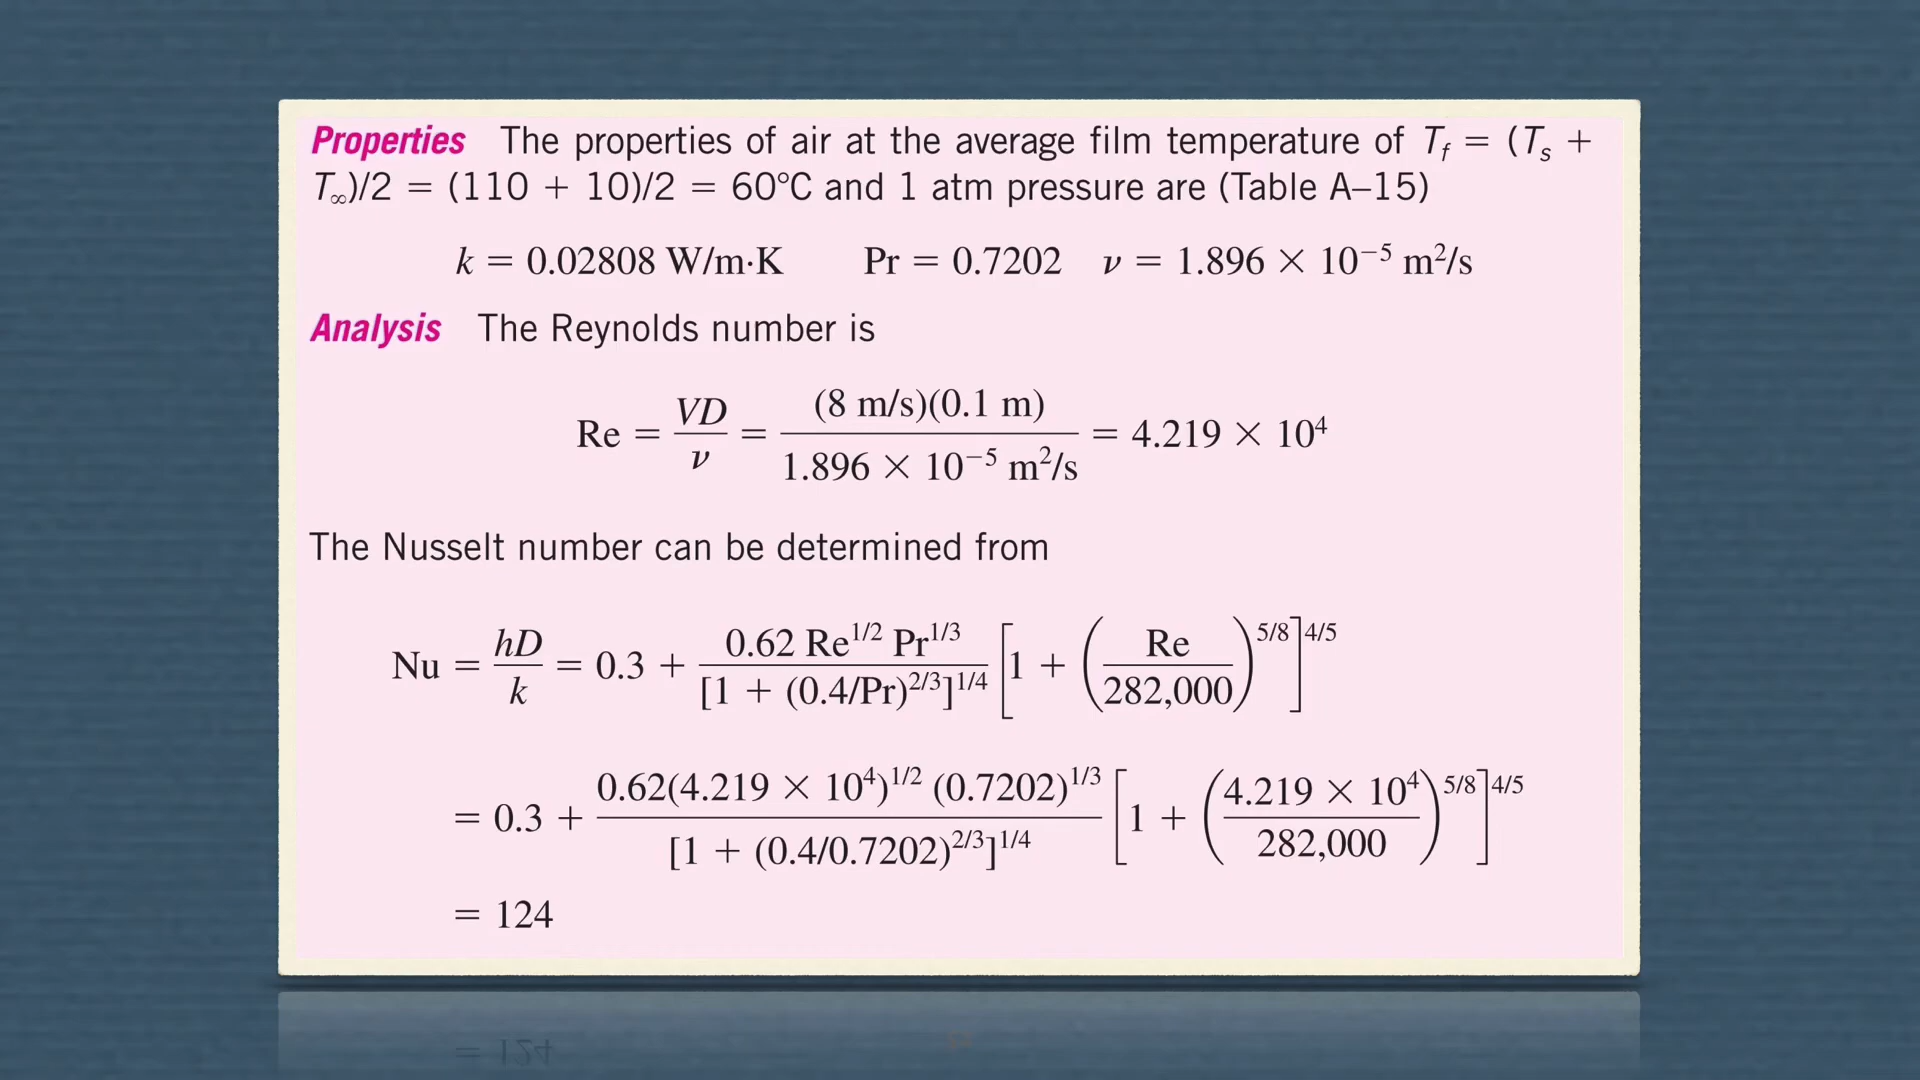 Properties The properties of air at the average film temperature of T_f = (T_s +
T_∞)/2 = (110 + 10)/2 = 60°C and 1 atm pressure are (Table A–15)
k = 0.02808 W/m·K Pr = 0.7202 ν = 1.896 × 10⁻⁵ m²/s
Analysis The Reynolds number is
Re = VD/ν = (8 m/s)(0.1 m)/(1.896 × 10⁻⁵ m²/s) = 4.219 × 10⁴
The Nusselt number can be determined from
Nu = hD/k = 0.3 + (0.62 Re^{1/2} Pr^{1/3})/([1 + (0.4/Pr)^{2/3}]^{1/4}) [1 + (Re/282,000)^{5/8}]^{4/5}
= 0.3 + (0.62(4.219 × 10⁴)^{1/2} (0.7202)^{1/3})/([1 + (0.4/0.7202)^{2/3}]^{1/4}) [1 + (4.219 × 10⁴/282,000)^{5/8}]^{4/5}
= 124